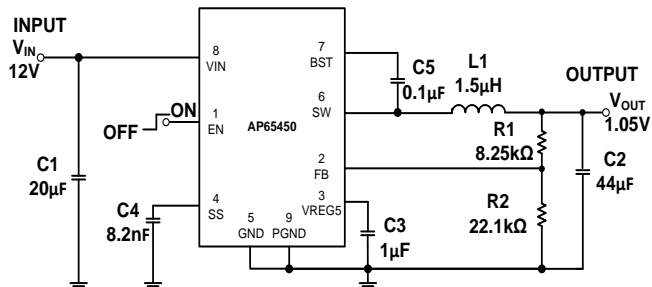 INPUT
VIN
12V
C1
20µF
OFF
ON
C4
8.2nF
8
VIN
1
EN
4
SS
AP65450
7
BST
6
SW
2
FB
3
VREG5
5
GND
9
PGND
C5
0.1µF
L1
1.5µH
C3
1µF
R1
8.25kΩ
R2
22.1kΩ
OUTPUT
VOUT
1.05V
C2
44µF